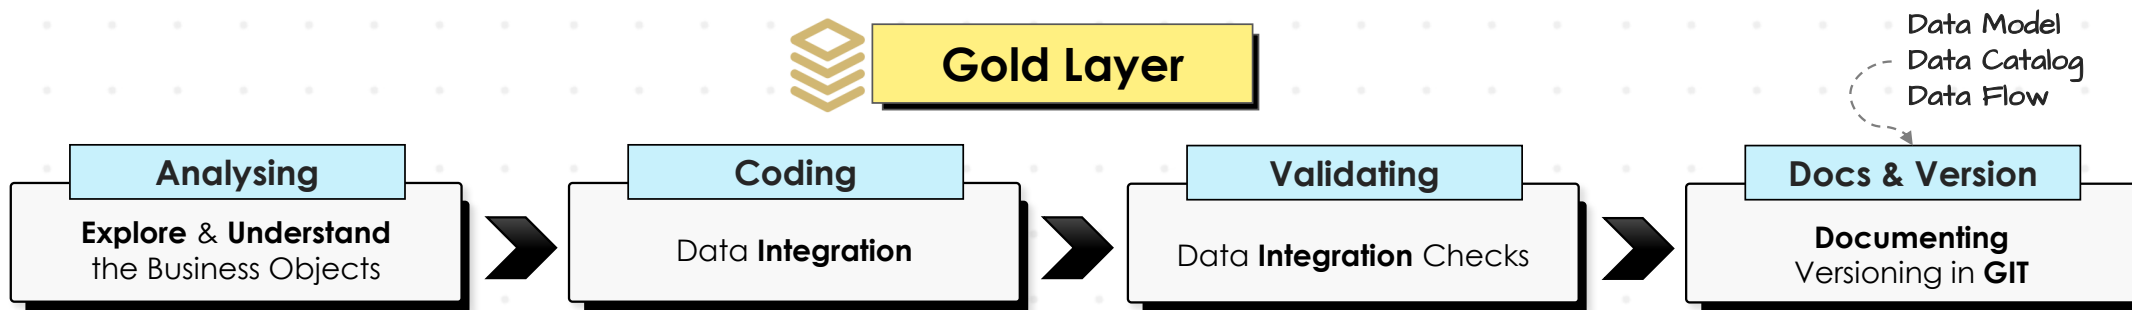 Gold Layer
Data Model
Data Catalog
Data Flow
Analysing
Explore & Understand
the Business Objects
Coding
Data Integration
Validating
Data Integration Checks
Docs & Version
Documenting
Versioning in GIT